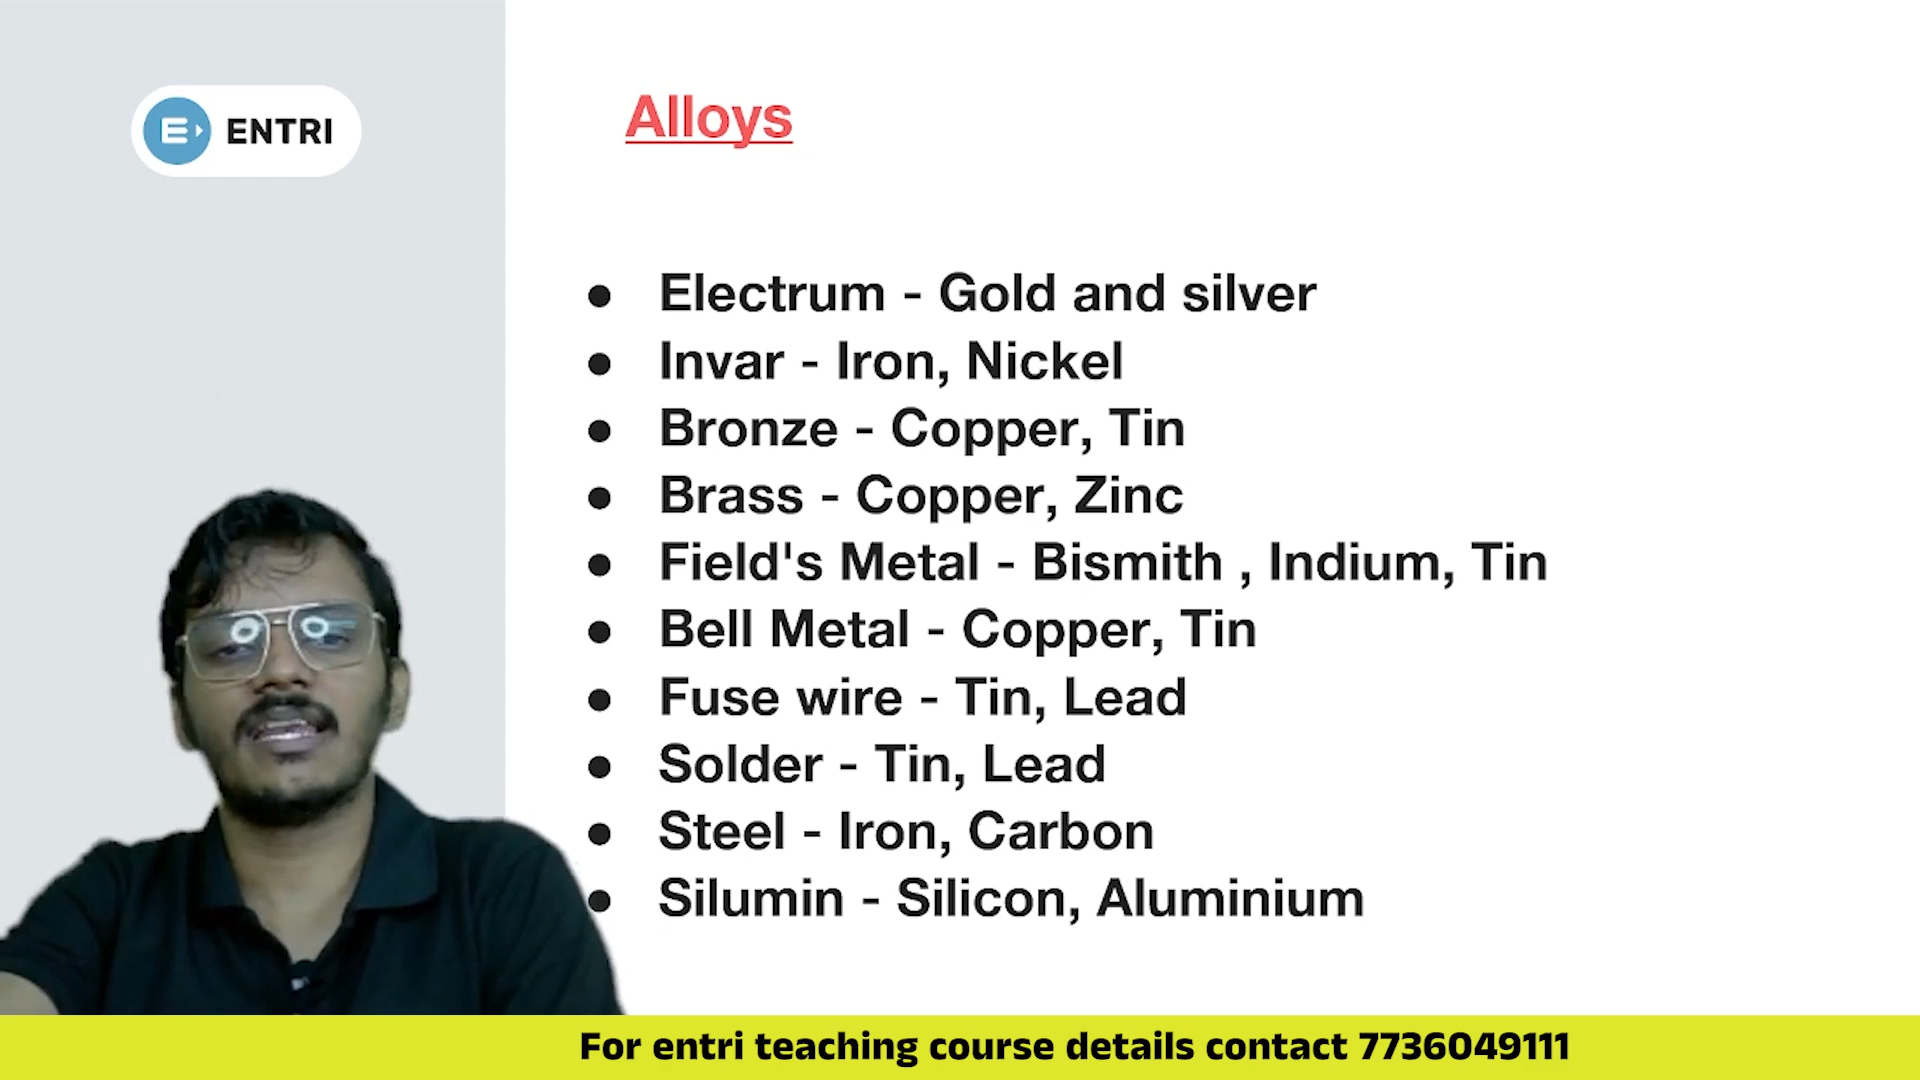 ENTRI
Alloys
● Electrum - Gold and silver
● Invar - Iron, Nickel
● Bronze - Copper, Tin
● Brass - Copper, Zinc
● Field's Metal - Bismith , Indium, Tin
● Bell Metal - Copper, Tin
● Fuse wire - Tin, Lead
● Solder - Tin, Lead
● Steel - Iron, Carbon
● Silumin - Silicon, Aluminium
For entri teaching course details contact 7736049111